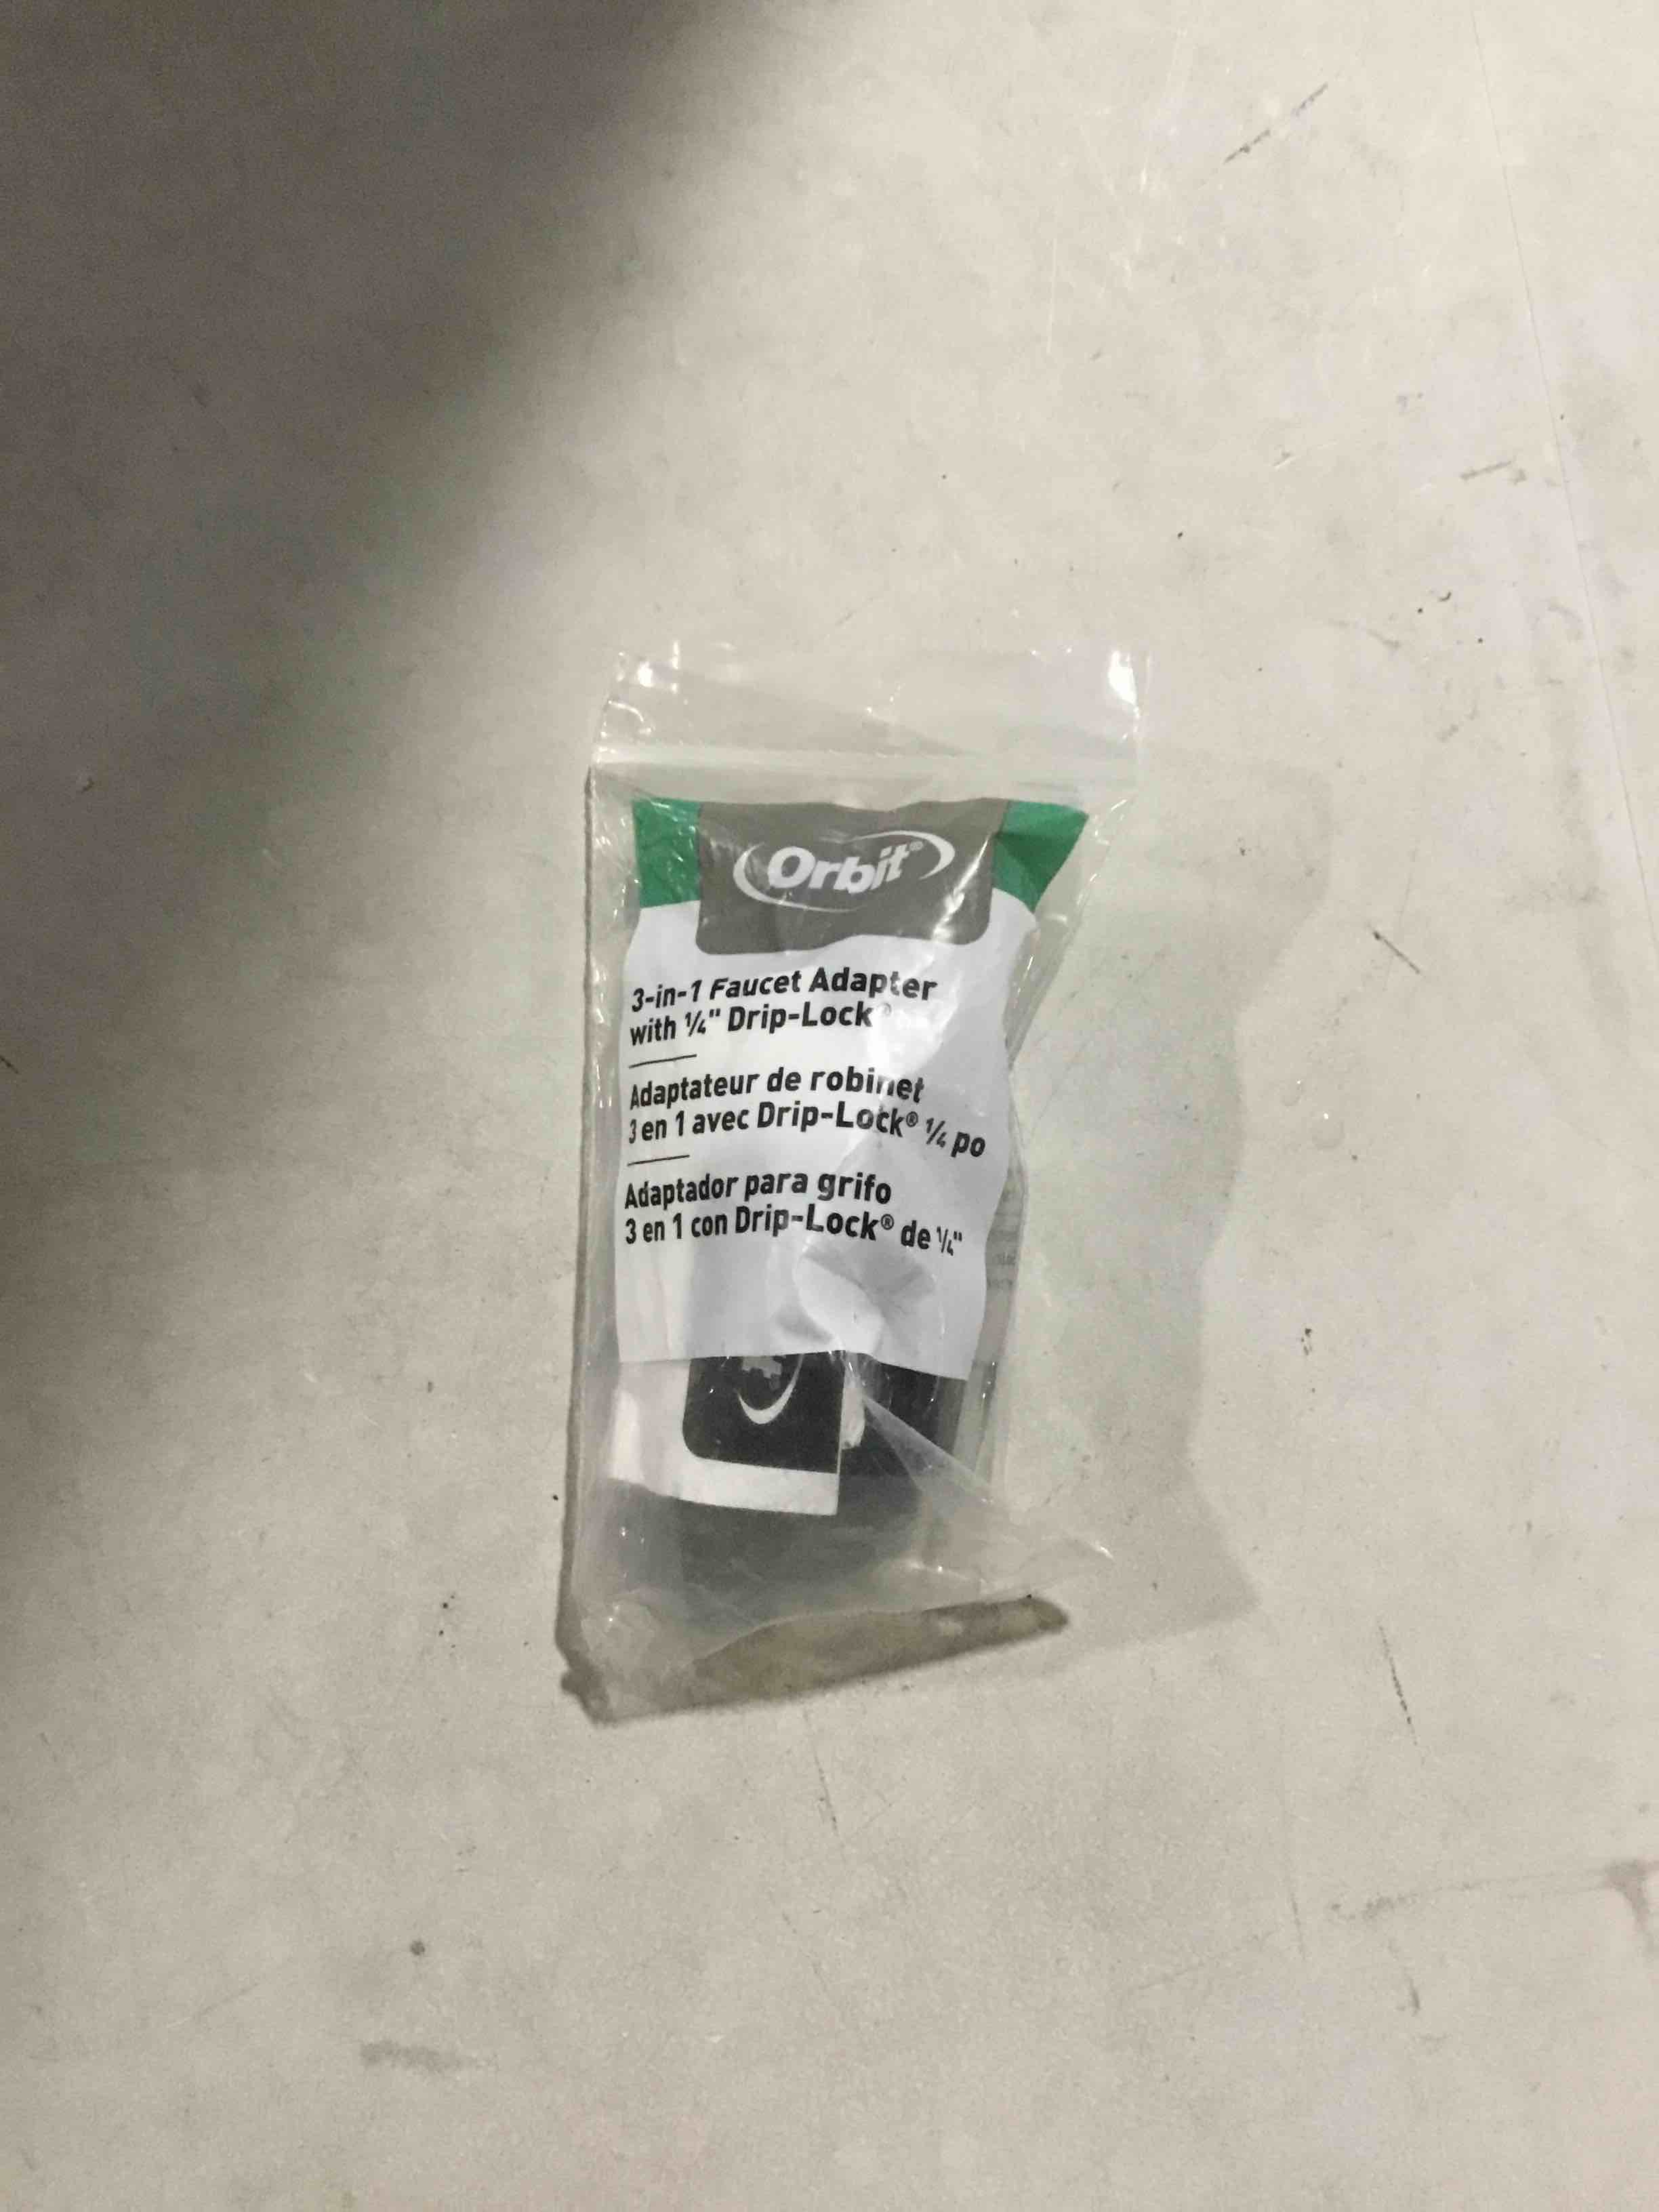 Orbit®
3-in-1 Faucet Adapter
with ¼" Drip-Lock®
Adaptateur de robinet
3 en 1 avec Drip-Lock® ¼ po
Adaptador para grifo
3 en 1 con Drip-Lock® de ¼"